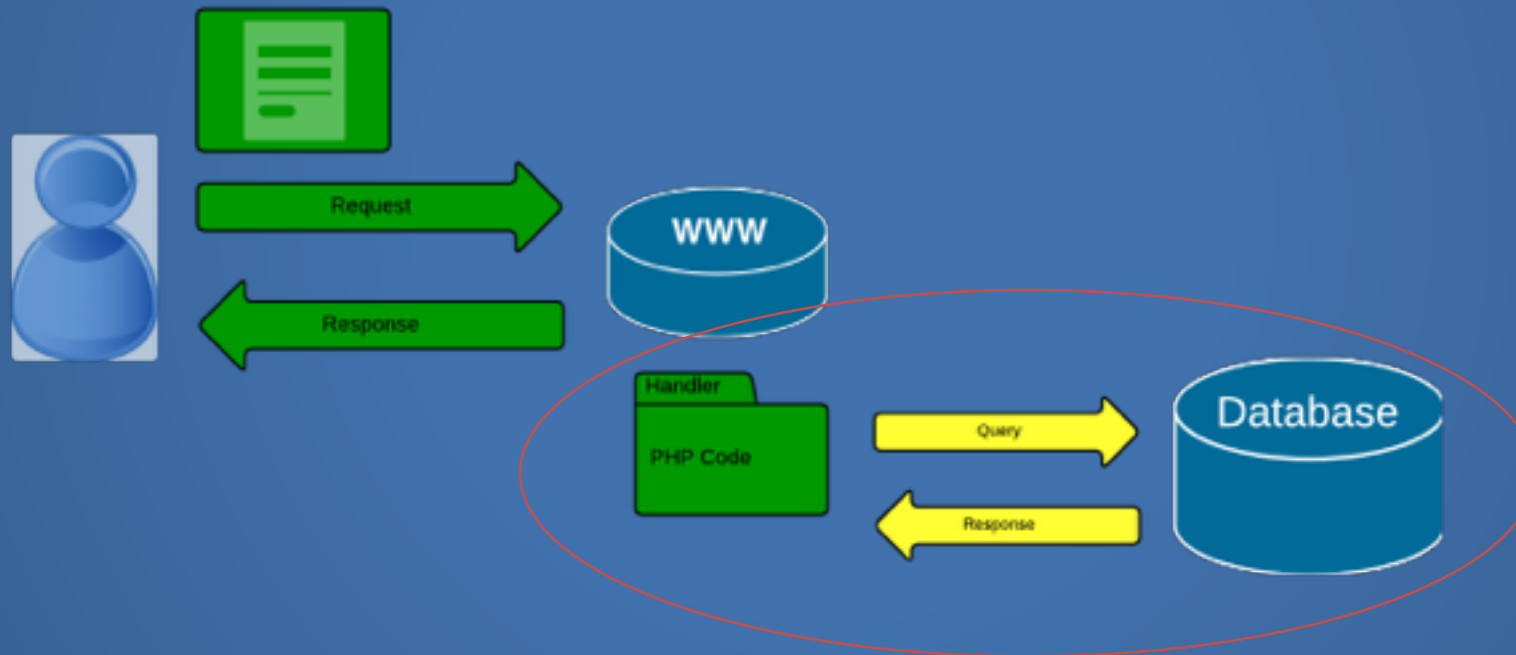 Request
WWW
Response
Handler
PHP Code
Query
Database
Response